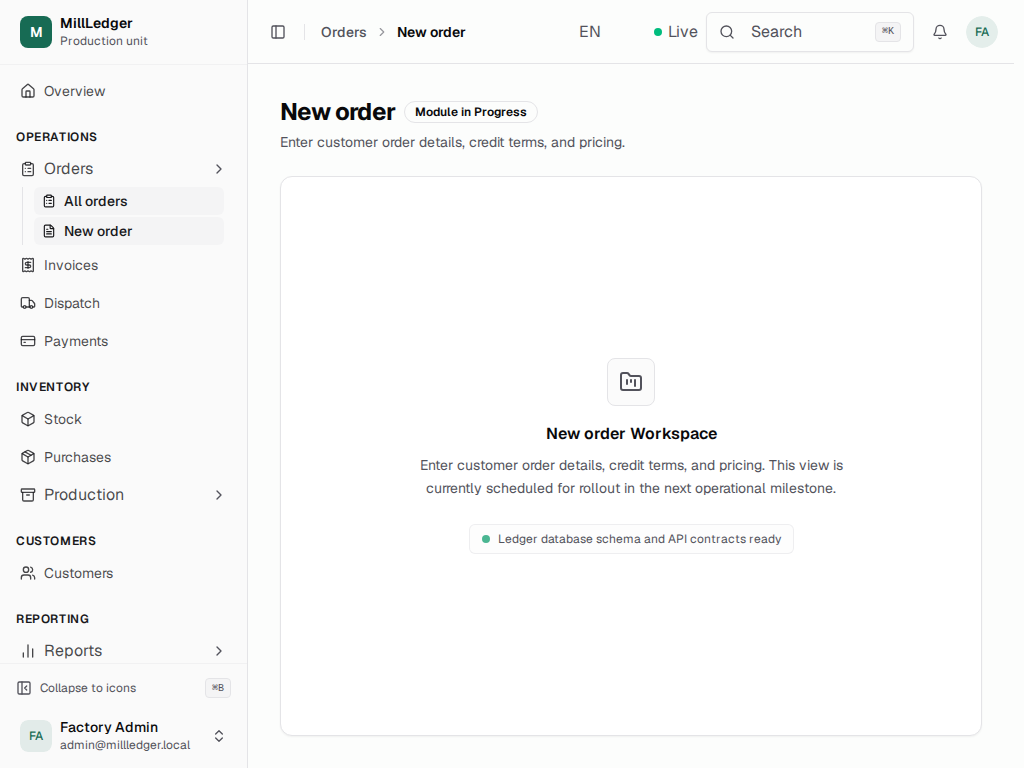 M
MillLedger
Production unit
Overview
OPERATIONS
Orders
All orders
New order
Invoices
Dispatch
Payments
INVENTORY
Stock
Purchases
Production
CUSTOMERS
Customers
REPORTING
Reports
Collapse to icons ⌘B
FA
Factory Admin
admin@millledger.local
Orders New order EN Live Search ⌘K FA
New order Module in Progress
Enter customer order details, credit terms, and pricing.
New order Workspace
Enter customer order details, credit terms, and pricing. This view is
currently scheduled for rollout in the next operational milestone.
Ledger database schema and API contracts ready